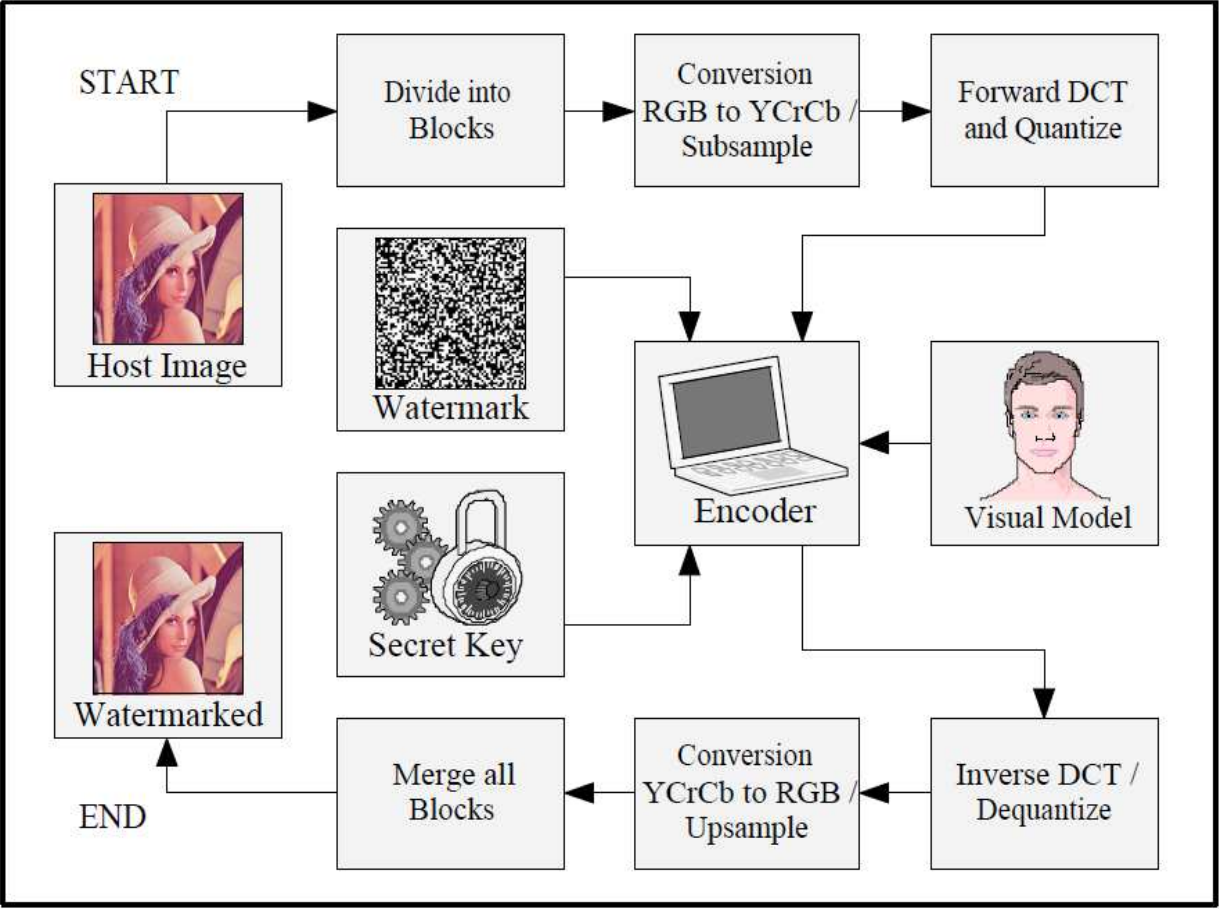 START
Divide into
Blocks
Conversion
RGB to YCrCb /
Subsample
Forward DCT
and Quantize
Host Image
Watermark
Encoder
Visual Model
Secret Key
Watermarked
END
Merge all
Blocks
Conversion
YCrCb to RGB /
Upsample
Inverse DCT /
Dequantize